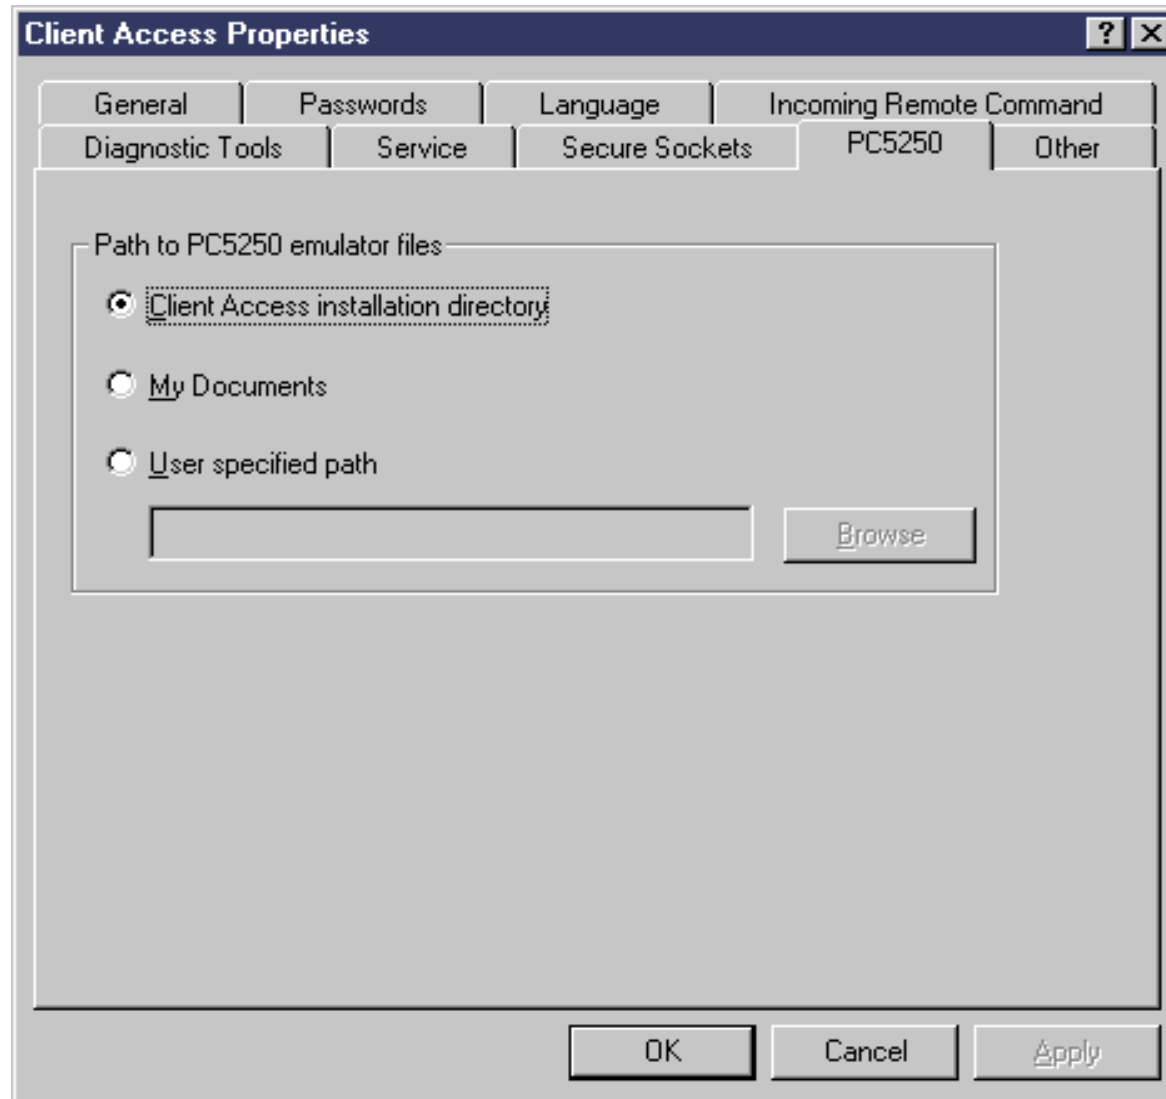 Client Access Properties
General Passwords Language Incoming Remote Command
Diagnostic Tools Service Secure Sockets PC5250 Other
Path to PC5250 emulator files
Client Access installation directory
My Documents
User specified path
Browse
OK Cancel Apply